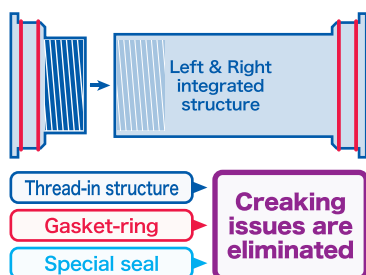 Left & Right
integrated
structure
Thread-in structure
Gasket-ring
Special seal
Creaking
issues are
eliminated